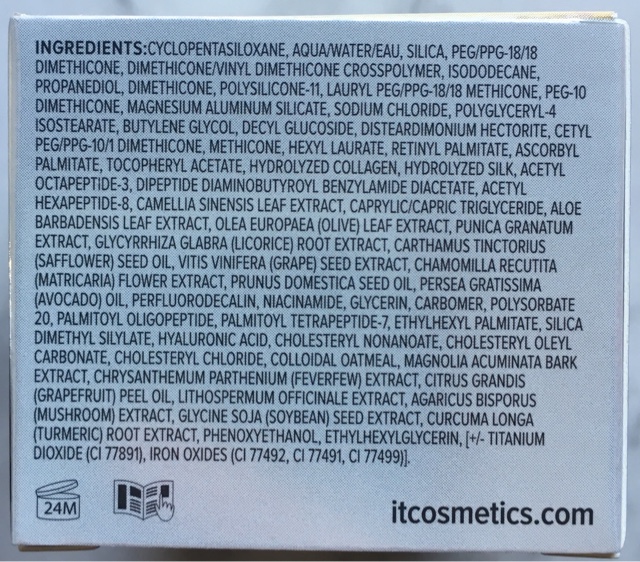 INGREDIENTS:CYCLOPENTASILOXANE, AQUA/WATER/EAU, SILICA, PEG/PPG-18/18
DIMETHICONE, DIMETHICONE/VINYL DIMETHICONE CROSSPOLYMER, ISODODECANE,
PROPANEDIOL, DIMETHICONE, POLYSILICONE-11, LAURYL PEG/PPG-18/18 METHICONE, PEG-10
DIMETHICONE, MAGNESIUM ALUMINUM SILICATE, SODIUM CHLORIDE, POLYGLYCERYL-4
ISOSTEARATE, BUTYLENE GLYCOL, DECYL GLUCOSIDE, DISTEARDIMONIUM HECTORITE, CETYL
PEG/PPG-10/1 DIMETHICONE, METHICONE, HEXYL LAURATE, RETINYL PALMITATE, ASCORBYL
PALMITATE, TOCOPHERYL ACETATE, HYDROLYZED COLLAGEN, HYDROLYZED SILK, ACETYL
OCTAPEPTIDE-3, DIPEPTIDE DIAMINOBUTYROYL BENZYLAMIDE DIACETATE, ACETYL
HEXAPEPTIDE-8, CAMELLIA SINENSIS LEAF EXTRACT, CAPRYLIC/CAPRIC TRIGLYCERIDE, ALOE
BARBADENSIS LEAF EXTRACT, OLEA EUROPAEA (OLIVE) LEAF EXTRACT, PUNICA GRANATUM
EXTRACT, GLYCYRRHIZA GLABRA (LICORICE) ROOT EXTRACT, CARTHAMUS TINCTORIUS
(SAFFLOWER) SEED OIL, VITIS VINIFERA (GRAPE) SEED EXTRACT, CHAMOMILLA RECUTITA
(MATRICARIA) FLOWER EXTRACT, PRUNUS DOMESTICA SEED OIL, PERSEA GRATISSIMA
(AVOCADO) OIL, PERFLUORODECALIN, NIACINAMIDE, GLYCERIN, CARBOMER, POLYSORBATE
20, PALMITOYL OLIGOPEPTIDE, PALMITOYL TETRAPEPTIDE-7, ETHYLHEXYL PALMITATE, SILICA
DIMETHYL SILYLATE, HYALURONIC ACID, CHOLESTERYL NONANOATE, CHOLESTERYL OLEYL
CARBONATE, CHOLESTERYL CHLORIDE, COLLOIDAL OATMEAL, MAGNOLIA ACUMINATA BARK
EXTRACT, CHRYSANTHEMUM PARTHENIUM (FEVERFEW) EXTRACT, CITRUS GRANDIS
(GRAPEFRUIT) PEEL OIL, LITHOSPERMUM OFFICINALE EXTRACT, AGARICUS BISPORUS
(MUSHROOM) EXTRACT, GLYCINE SOJA (SOYBEAN) SEED EXTRACT, CURCUMA LONGA
(TURMERIC) ROOT EXTRACT, PHENOXYETHANOL, ETHYLHEXYLGLYCERIN, [+/- TITANIUM
DIOXIDE (CI 77891), IRON OXIDES (CI 77492, CI 77491, CI 77499)].
24M
itcosmetics.com